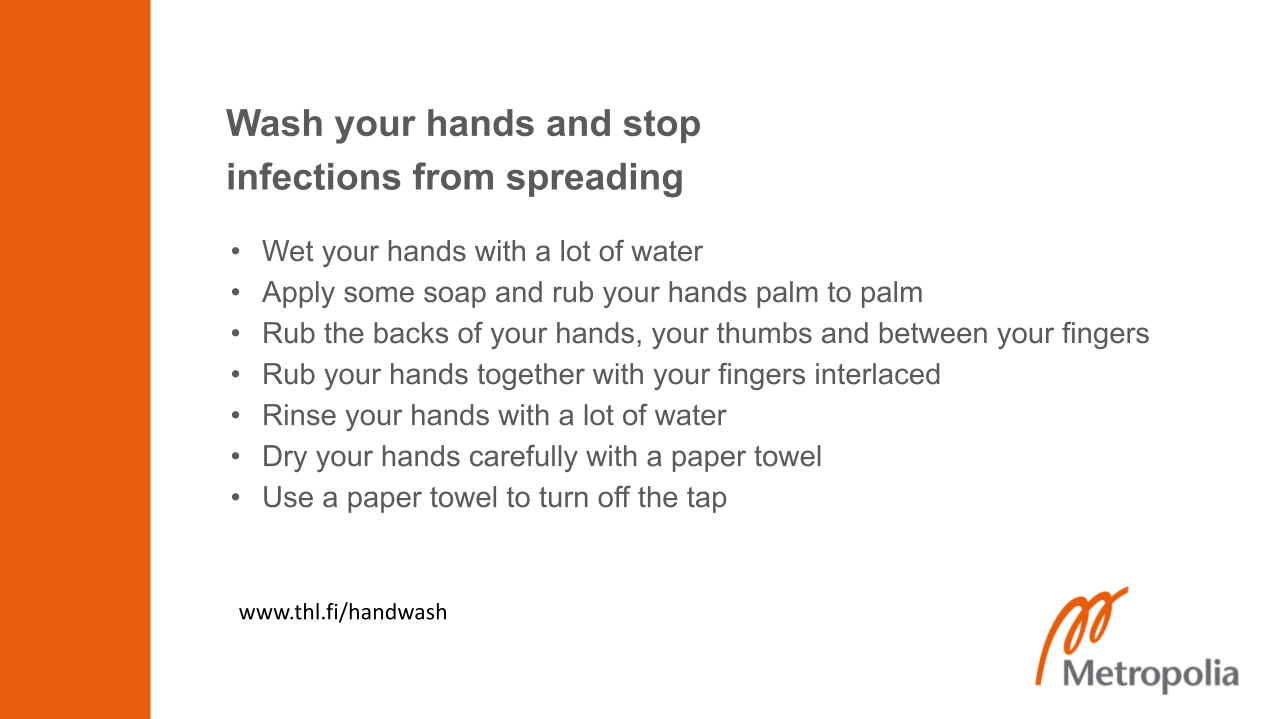 Wash your hands and stop
infections from spreading
• Wet your hands with a lot of water
• Apply some soap and rub your hands palm to palm
• Rub the backs of your hands, your thumbs and between your fingers
• Rub your hands together with your fingers interlaced
• Rinse your hands with a lot of water
• Dry your hands carefully with a paper towel
• Use a paper towel to turn off the tap
www.thl.fi/handwash
Metropolia